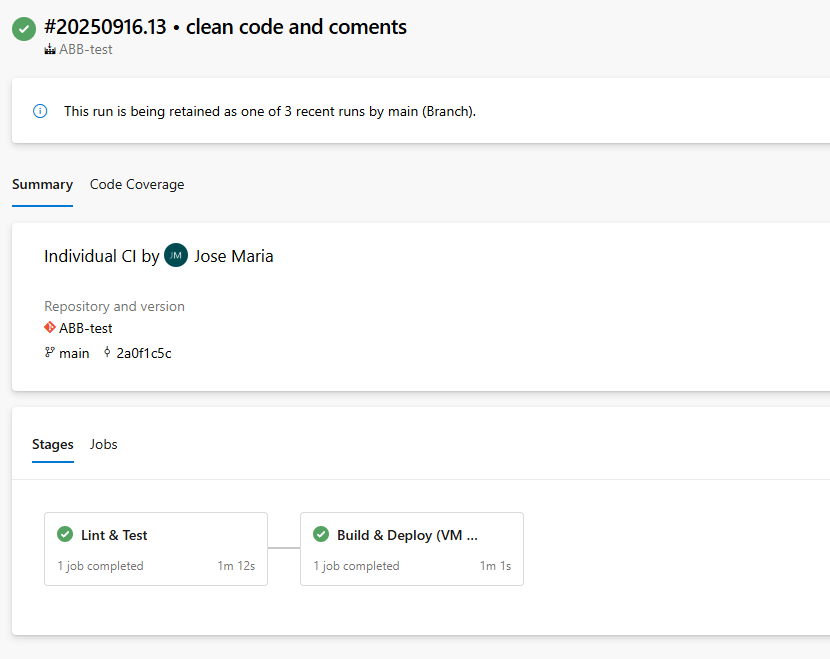 #20250916.13 • clean code and coments
ABB-test
This run is being retained as one of 3 recent runs by main (Branch).
Summary Code Coverage
Individual CI by JM Jose Maria
Repository and version
ABB-test
main 2a0f1c5c
Stages Jobs
Lint & Test
1 job completed 1m 12s
Build & Deploy (VM ...
1 job completed 1m 1s